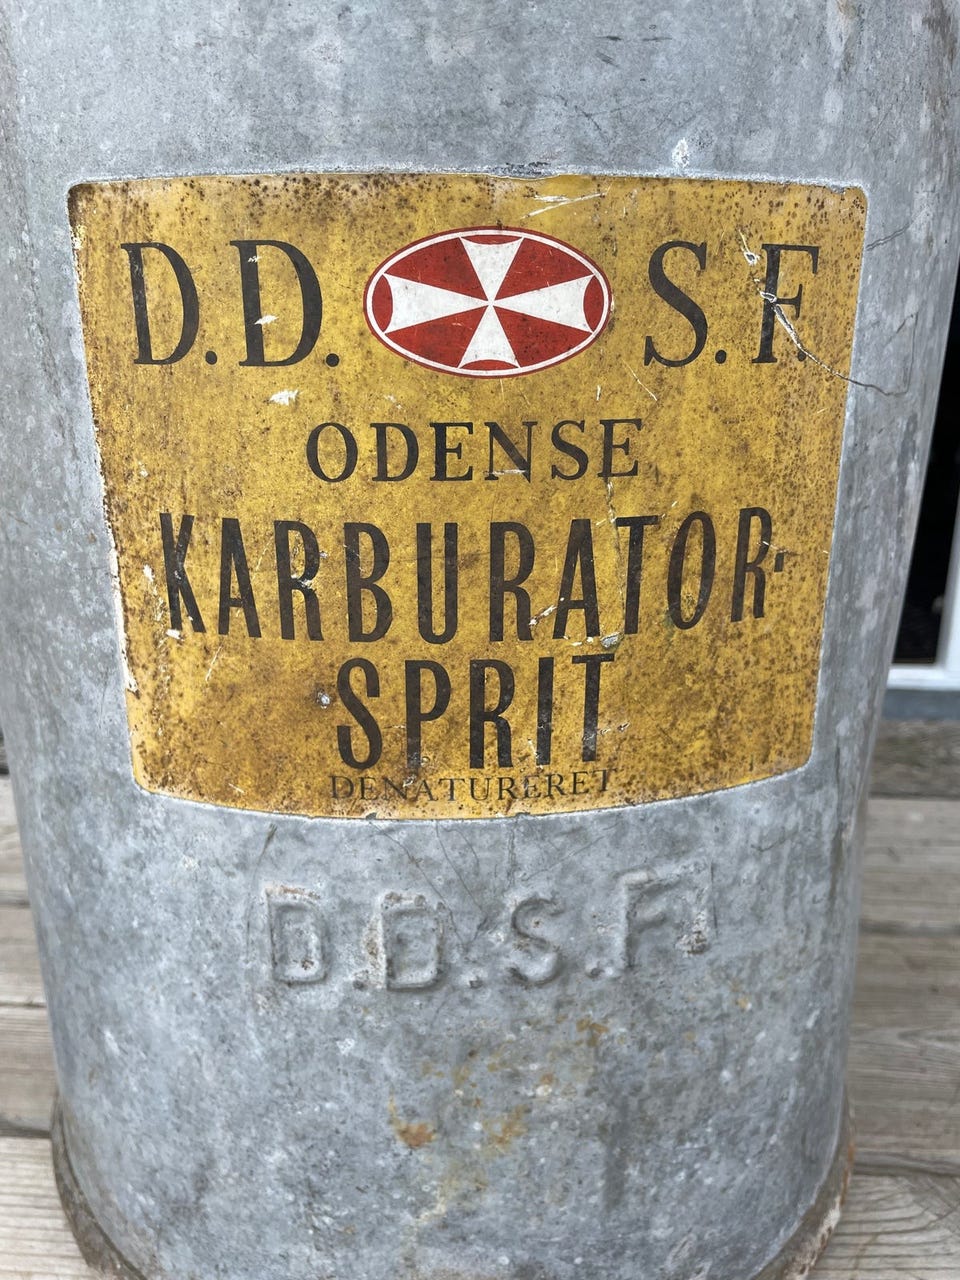 D.D. S.F.
ODENSE
KARBURATOR-
SPRIT
DENATURERET
D.D.S.F.